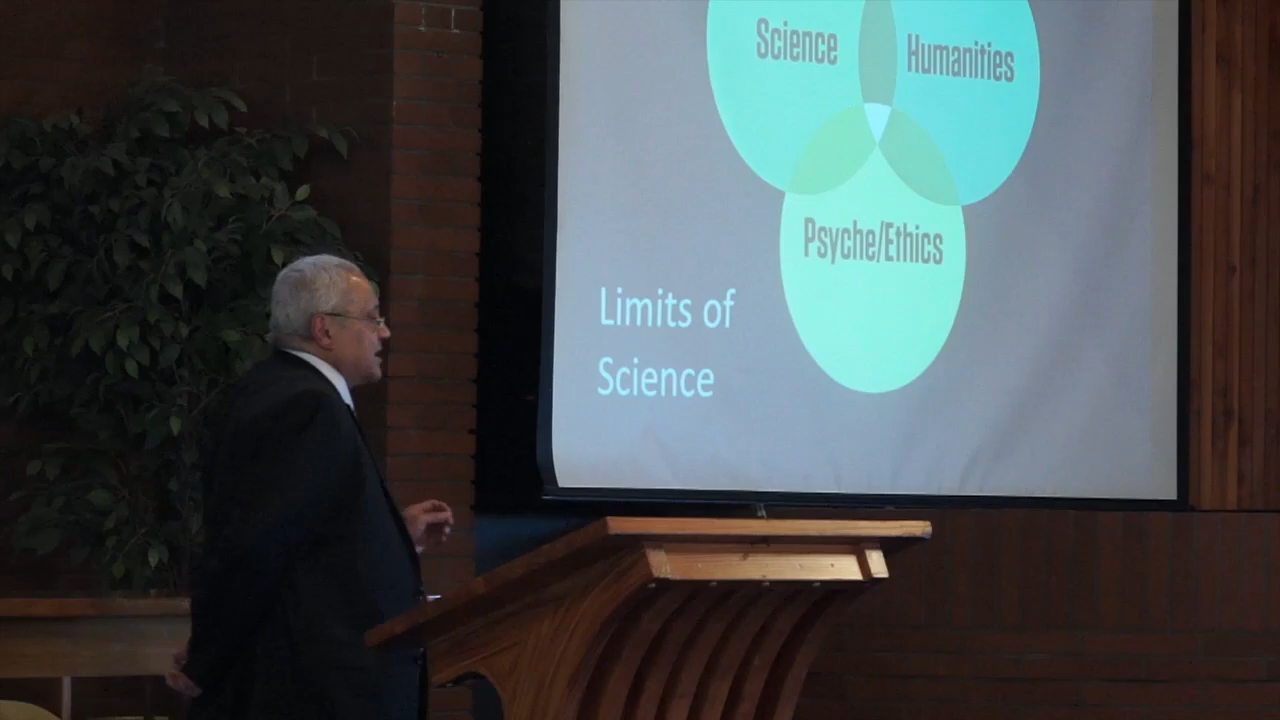 Science
Humanities
Psyche/Ethics
Limits of
Science